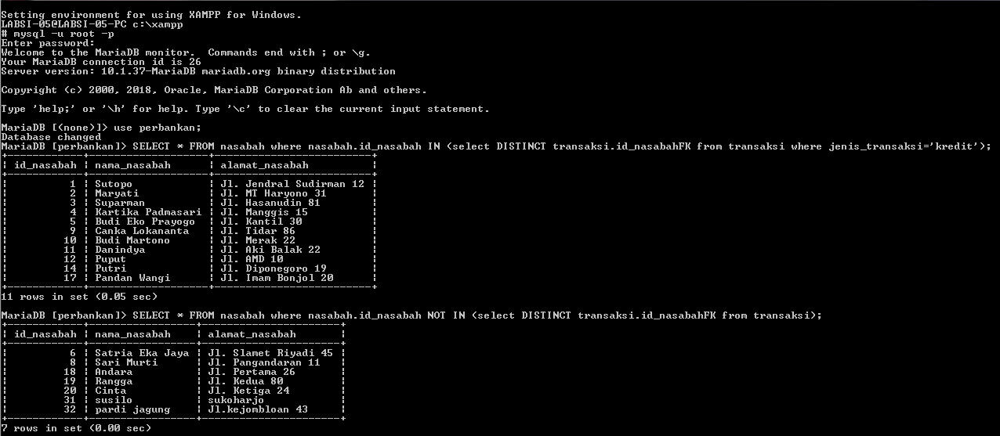 Setting environment for using XAMPP for Windows.
LABSI-05@LABSI-05-PC c:\xampp
# mysql -u root -p
Enter password:
Welcome to the MariaDB monitor.  Commands end with ; or \g.
Your MariaDB connection id is 26
Server version: 10.1.37-MariaDB mariadb.org binary distribution
Copyright (c) 2000, 2018, Oracle, MariaDB Corporation Ab and others.
Type 'help;' or '\h' for help. Type '\c' to clear the current input statement.
MariaDB [(none)]> use perbankan;
Database changed
MariaDB [perbankan]> SELECT * FROM nasabah where nasabah.id_nasabah IN (select DISTINCT transaksi.id_nasabahFK from transaksi where jenis_transaksi='kredit');
+------------+-------------------+-------------------------+
| id_nasabah | nama_nasabah      | alamat_nasabah          |
+------------+-------------------+-------------------------+
|          1 | Sutopo            | Jl. Jendral Sudirman 12 |
|          2 | Maryati           | Jl. MT Haryono 31       |
|          3 | Suparman          | Jl. Hasanudin 81        |
|          4 | Kartika Padmasari | Jl. Manggis 15          |
|          5 | Budi Eko Prayogo  | Jl. Kantil 30           |
|          9 | Canka Lokananta   | Jl. Tidar 86            |
|         10 | Budi Martono      | Jl. Merak 22            |
|         11 | Danindya          | Jl. Aki Balak 22        |
|         12 | Puput             | Jl. AMD 10              |
|         14 | Putri             | Jl. Diponegoro 19       |
|         17 | Pandan Wangi      | Jl. Imam Bonjol 20      |
+------------+-------------------+-------------------------+
11 rows in set (0.05 sec)
MariaDB [perbankan]> SELECT * FROM nasabah where nasabah.id_nasabah NOT IN (select DISTINCT transaksi.id_nasabahFK from transaksi);
+------------+-----------------+----------------------+
| id_nasabah | nama_nasabah    | alamat_nasabah       |
+------------+-----------------+----------------------+
|          6 | Satria Eka Jaya | Jl. Slamet Riyadi 45 |
|          8 | Sari Murti      | Jl. Pangandaran 11   |
|         18 | Andara          | Jl. Pertama 26       |
|         19 | Rangga          | Jl. Kedua 80         |
|         20 | Cinta           | Jl. Ketiga 24        |
|         31 | susilo          | sukoharjo            |
|         32 | pardi jagung    | Jl.kejombloan 43     |
+------------+-----------------+----------------------+
7 rows in set (0.00 sec)